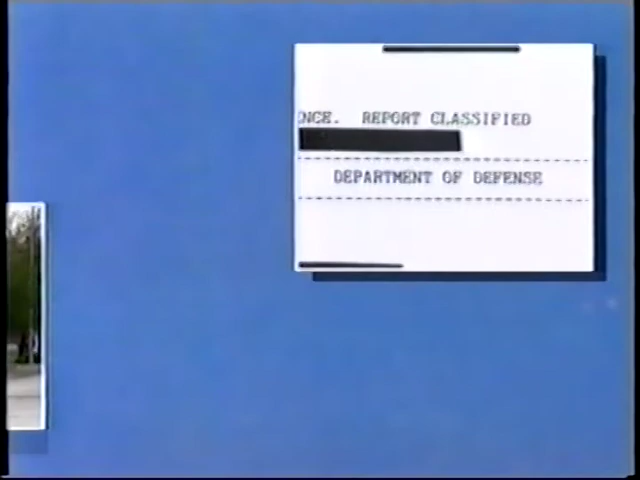 NCE. REPORT CLASSIFIED
DEPARTMENT OF DEFENSE